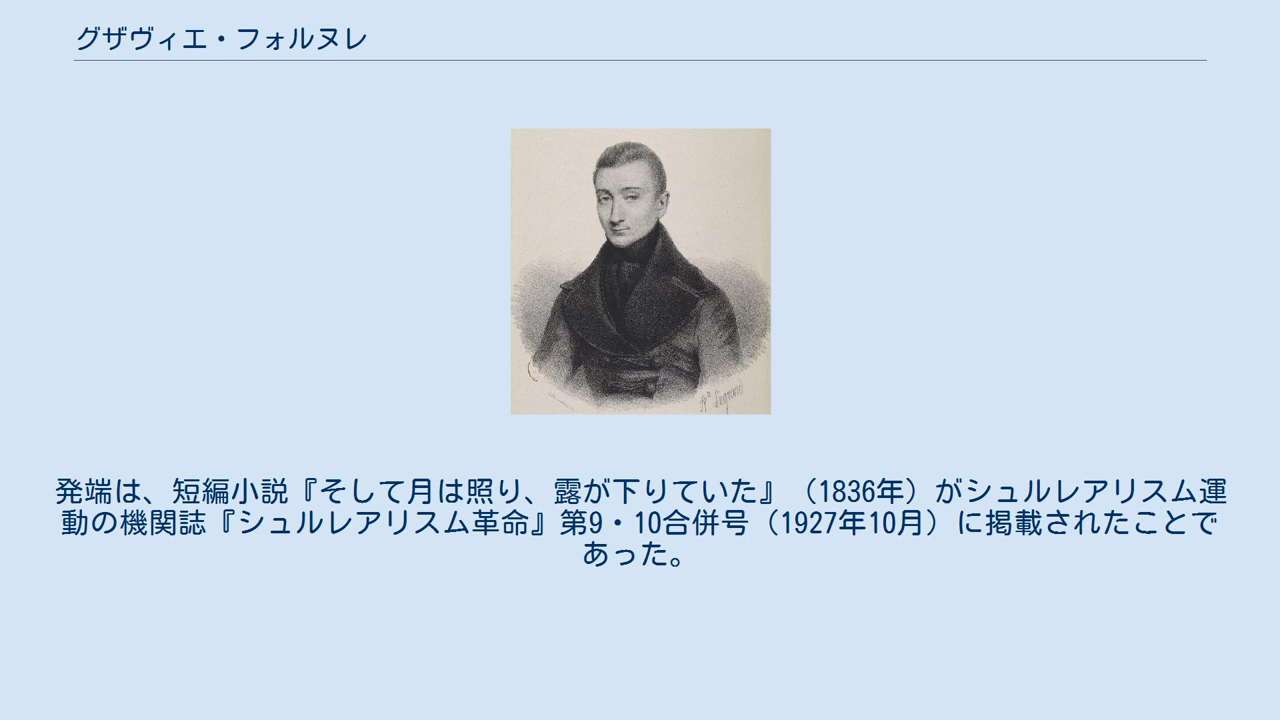 グザヴィエ・フォルヌレ
発端は、短編小説『そして月は照り、露が下りていた』（1836年）がシュルレアリスム運
動の機関誌『シュルレアリスム革命』第9・10合併号（1927年10月）に掲載されたことで
あった。